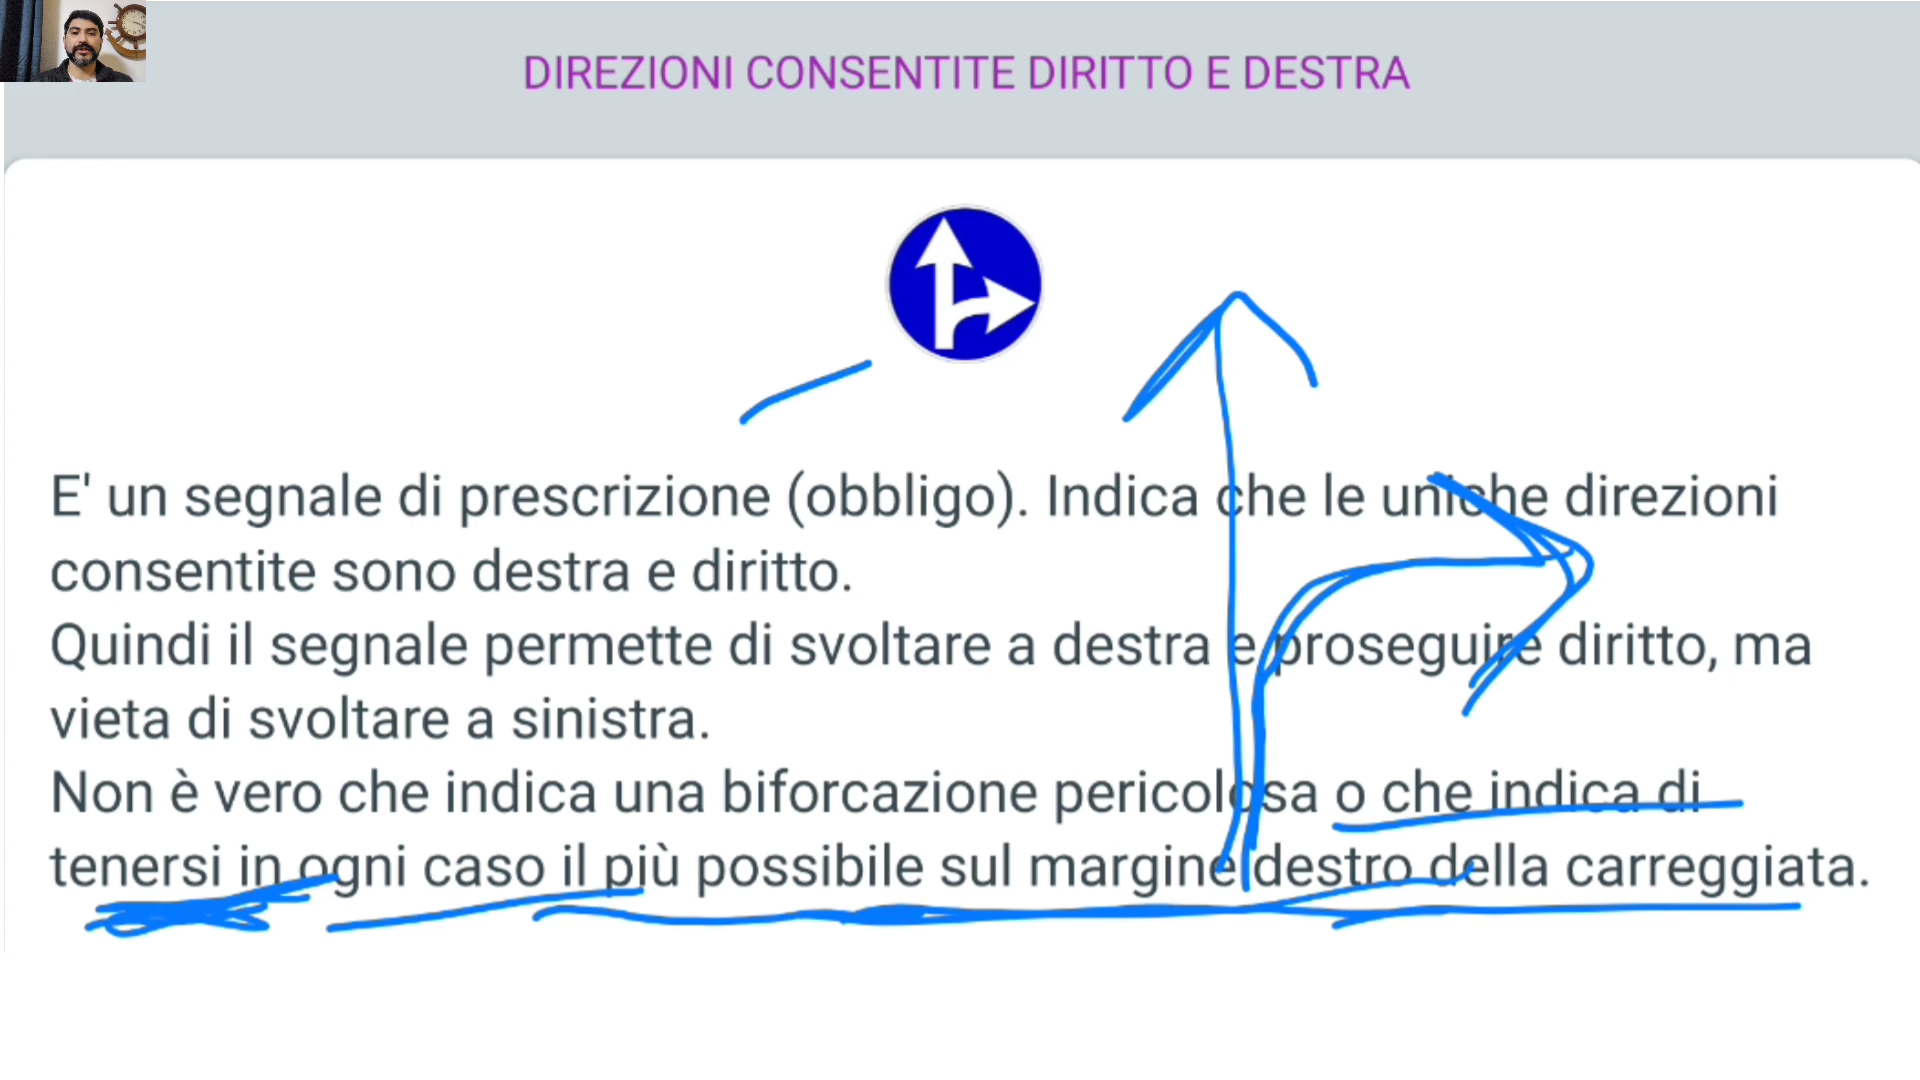 DIREZIONI CONSENTITE DIRITTO E DESTRA
E' un segnale di prescrizione (obbligo). Indica che le uniche direzioni
consentite sono destra e diritto.
Quindi il segnale permette di svoltare a destra e proseguire diritto, ma
vieta di svoltare a sinistra.
Non è vero che indica una biforcazione pericolosa o che indica di
tenersi in ogni caso il più possibile sul margine destro della carreggiata.